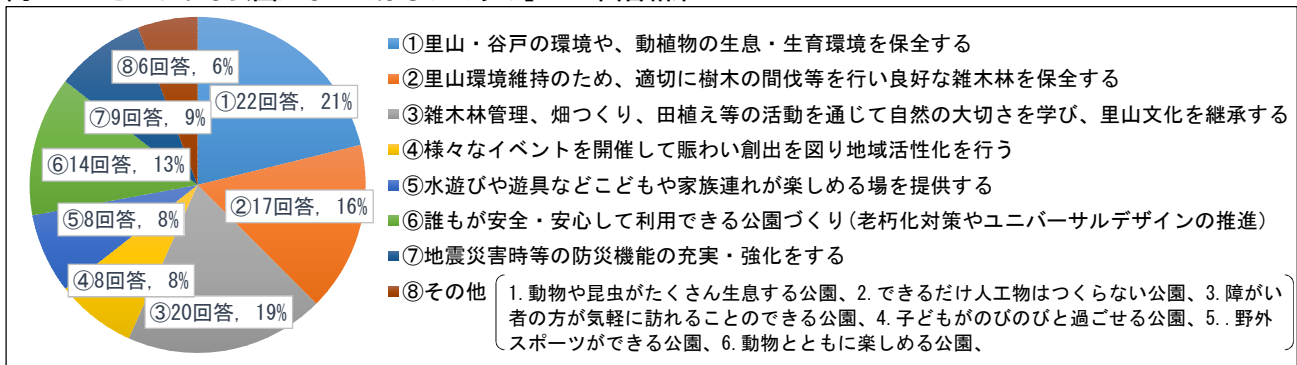 ①22回答, 21%
②17回答, 16%
③20回答, 19%
④8回答, 8%
⑤8回答, 8%
⑥14回答, 13%
⑦9回答, 9%
⑧6回答, 6%
①里山・谷戸の環境や、動植物の生息・生育環境を保全する
②里山環境維持のため、適切に樹木の間伐等を行い良好な雑木林を保全する
③雑木林管理、畑つくり、田植え等の活動を通じて自然の大切さを学び、里山文化を継承する
④様々なイベントを開催して賑わい創出を図り地域活性化を行う
⑤水遊びや遊具などこどもや家族連れが楽しめる場を提供する
⑥誰もが安全・安心して利用できる公園づくり(老朽化対策やユニバーサルデザインの推進)
⑦地震災害時等の防災機能の充実・強化をする
⑧その他
1.動物や昆虫がたくさん生息する公園、2.できるだけ人工物はつくらない公園、3.障がい
者の方が気軽に訪れることのできる公園、4.子どもがのびのびと過ごせる公園、5..野外
スポーツができる公園、6.動物とともに楽しめる公園、